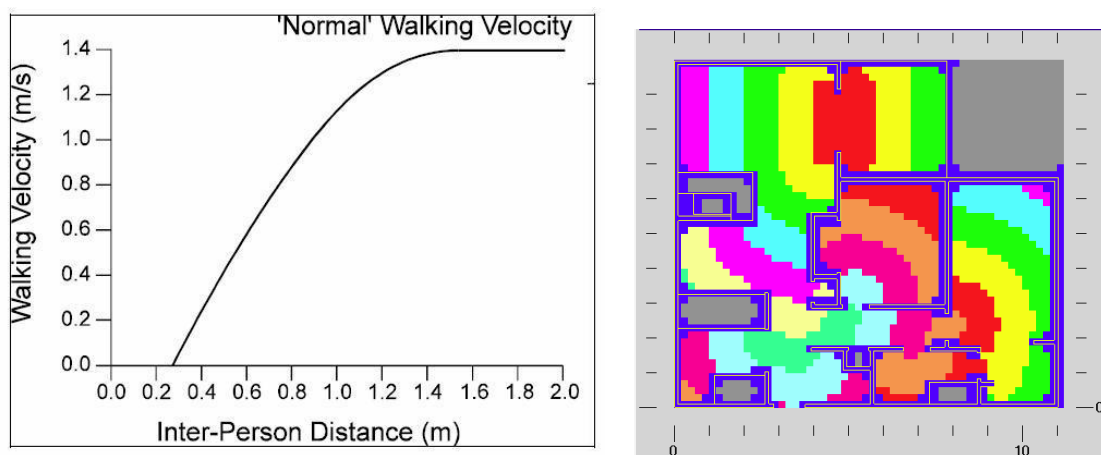 'Normal' Walking Velocity
Walking Velocity (m/s)
1.4
1.2
1.0
0.8
0.6
0.4
0.2
0.0
0.0 0.2 0.4 0.6 0.8 1.0 1.2 1.4 1.6 1.8 2.0
Inter-Person Distance (m)
0
0 10